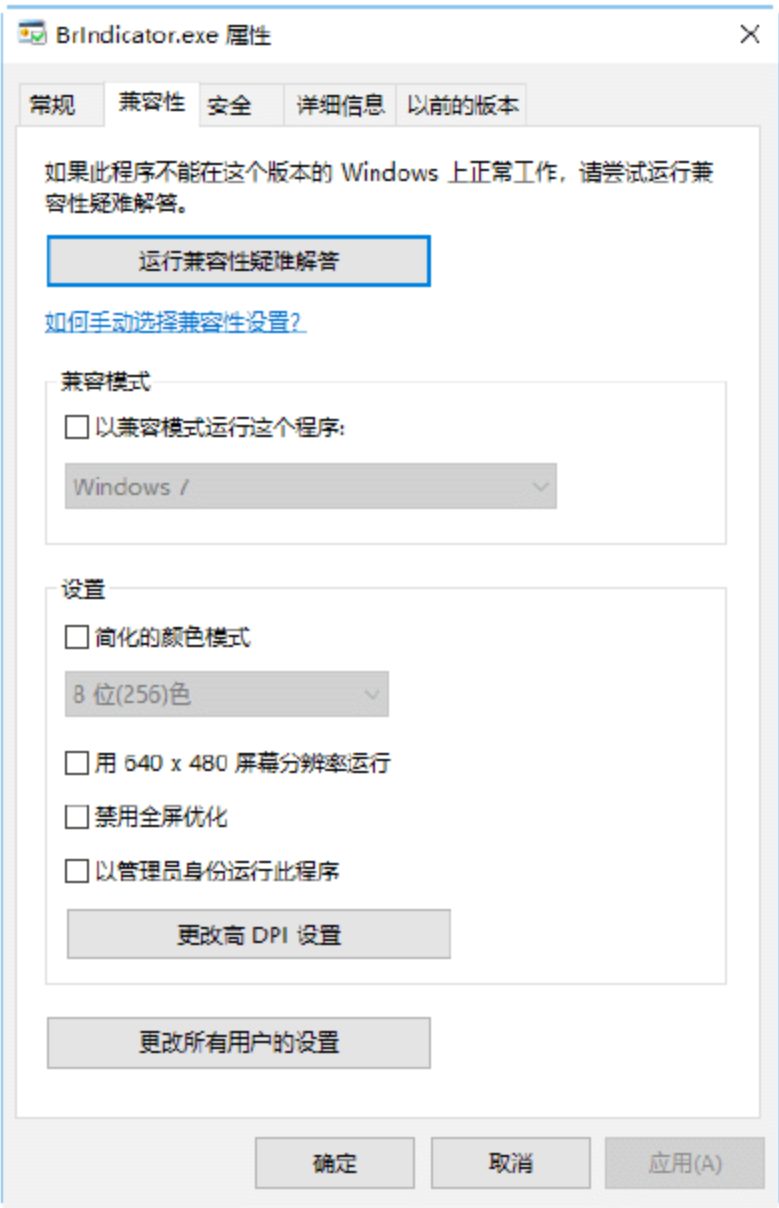 BrIndicator.exe 属性
常规 兼容性 安全 详细信息 以前的版本
如果此程序不能在这个版本的 Windows 上正常工作，请尝试运行兼
容性疑难解答。
运行兼容性疑难解答
如何手动选择兼容性设置?
兼容模式
以兼容模式运行这个程序:
Windows 7
设置
简化的颜色模式
8 位(256)色
用 640 x 480 屏幕分辨率运行
禁用全屏优化
以管理员身份运行此程序
更改高 DPI 设置
更改所有用户的设置
确定 取消 应用(A)